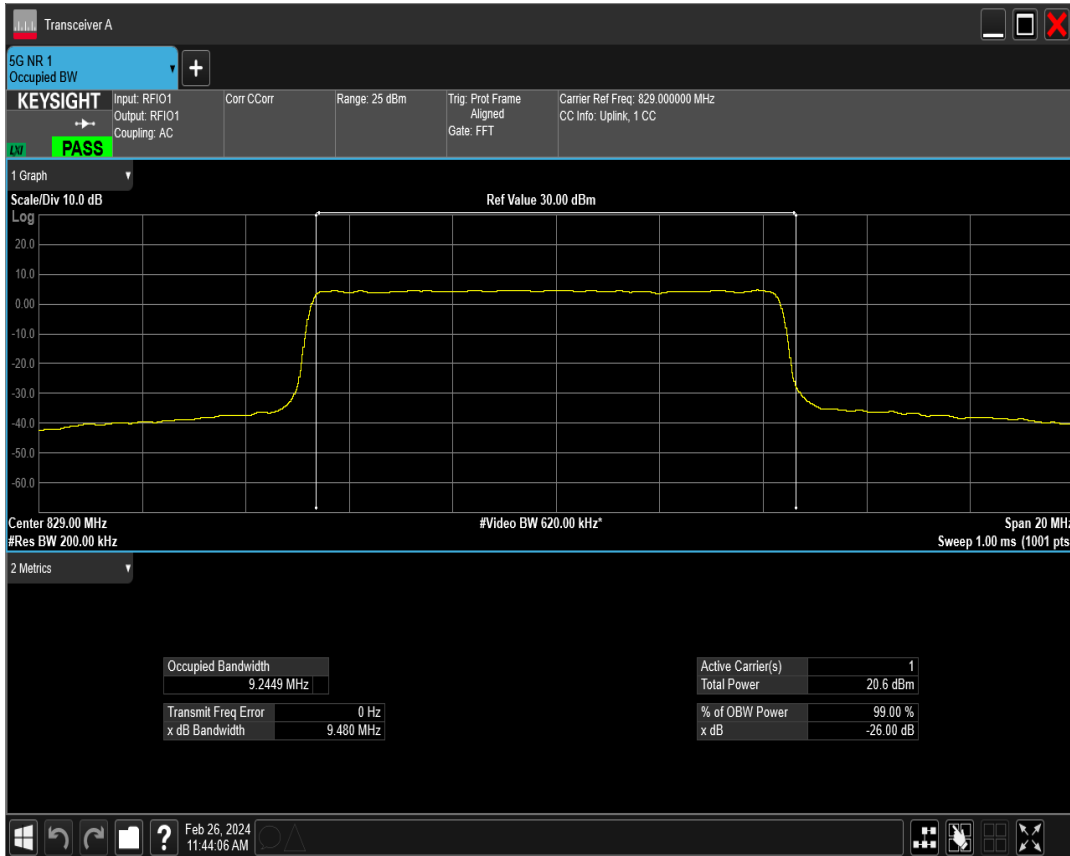 Transceiver A
5G NR 1
Occupied BW
KEYSIGHT
LXI
PASS
Input: RFIO1
Output: RFIO1
Coupling: AC
Corr CCorr
Range: 25 dBm
Trig: Prot Frame
Aligned
Gate: FFT
Carrier Ref Freq: 829.000000 MHz
CC Info: Uplink, 1 CC
1 Graph
Scale/Div 10.0 dB
Ref Value 30.00 dBm
Log
20.0
10.0
0.00
-10.0
-20.0
-30.0
-40.0
-50.0
-60.0
Center 829.00 MHz
#Video BW 620.00 kHz*
Span 20 MHz
#Res BW 200.00 kHz
Sweep 1.00 ms (1001 pts
2 Metrics
Occupied Bandwidth
9.2449 MHz
Transmit Freq Error 0 Hz
x dB Bandwidth 9.480 MHz
Active Carrier(s) 1
Total Power 20.6 dBm
% of OBW Power 99.00 %
x dB -26.00 dB
?
Feb 26, 2024
11:44:06 AM